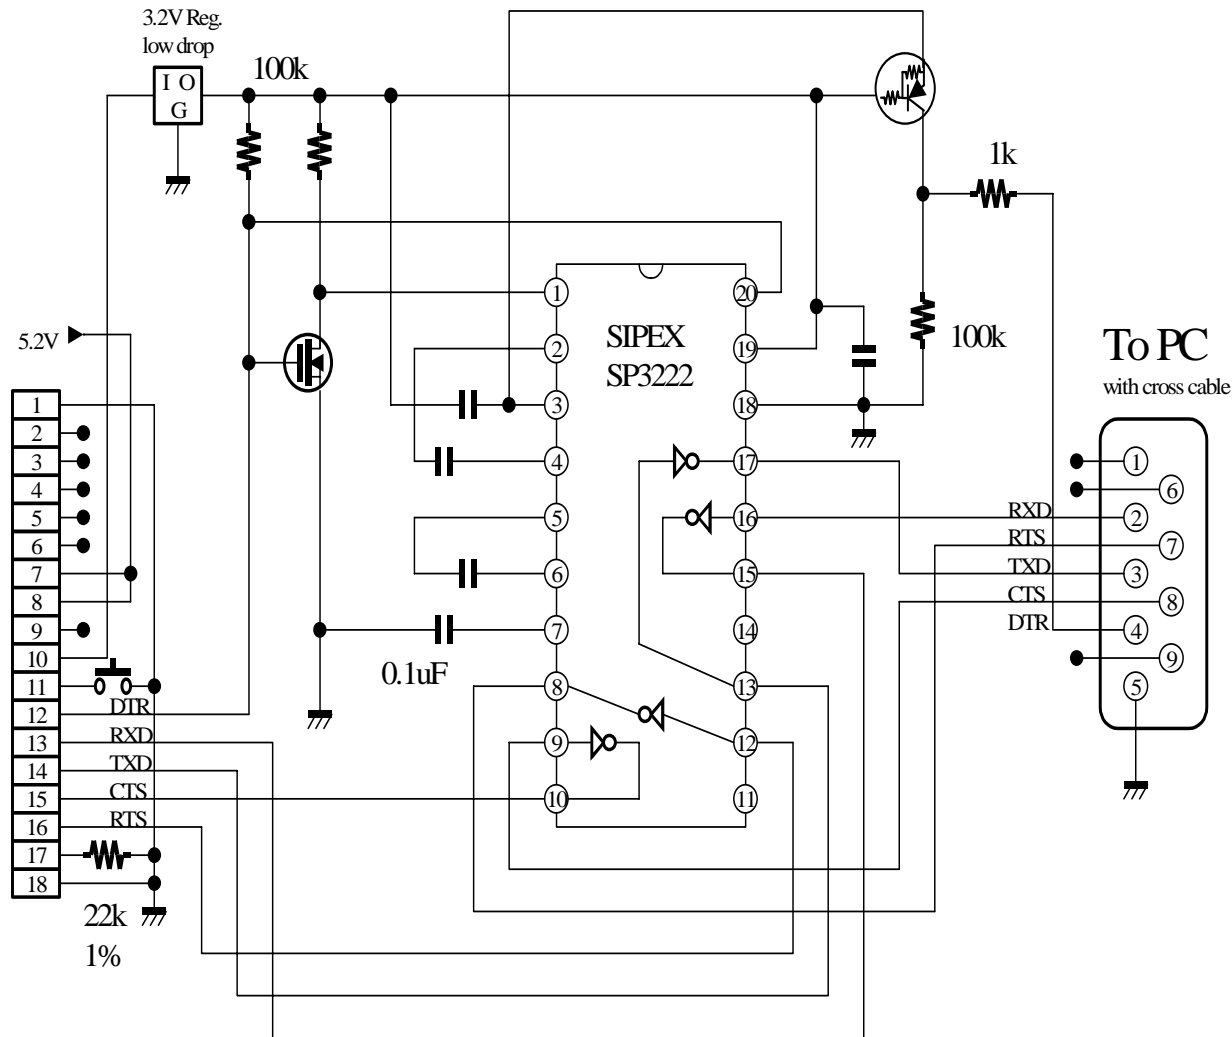 3.2V Reg.
low drop
I O
G
100k
1k
100k
5.2V
SIPEX
SP3222
To PC
with cross cable
1
2
3
4
5
6
7
8
9
10
11
12
13
14
15
16
17
18
DTR
RXD
TXD
CTS
RTS
22k
1%
0.1uF
1
2
3
4
5
6
7
8
9
10
20
19
18
17
16
15
14
13
12
11
RXD
RTS
TXD
CTS
DTR
1
6
2
7
3
8
4
9
5